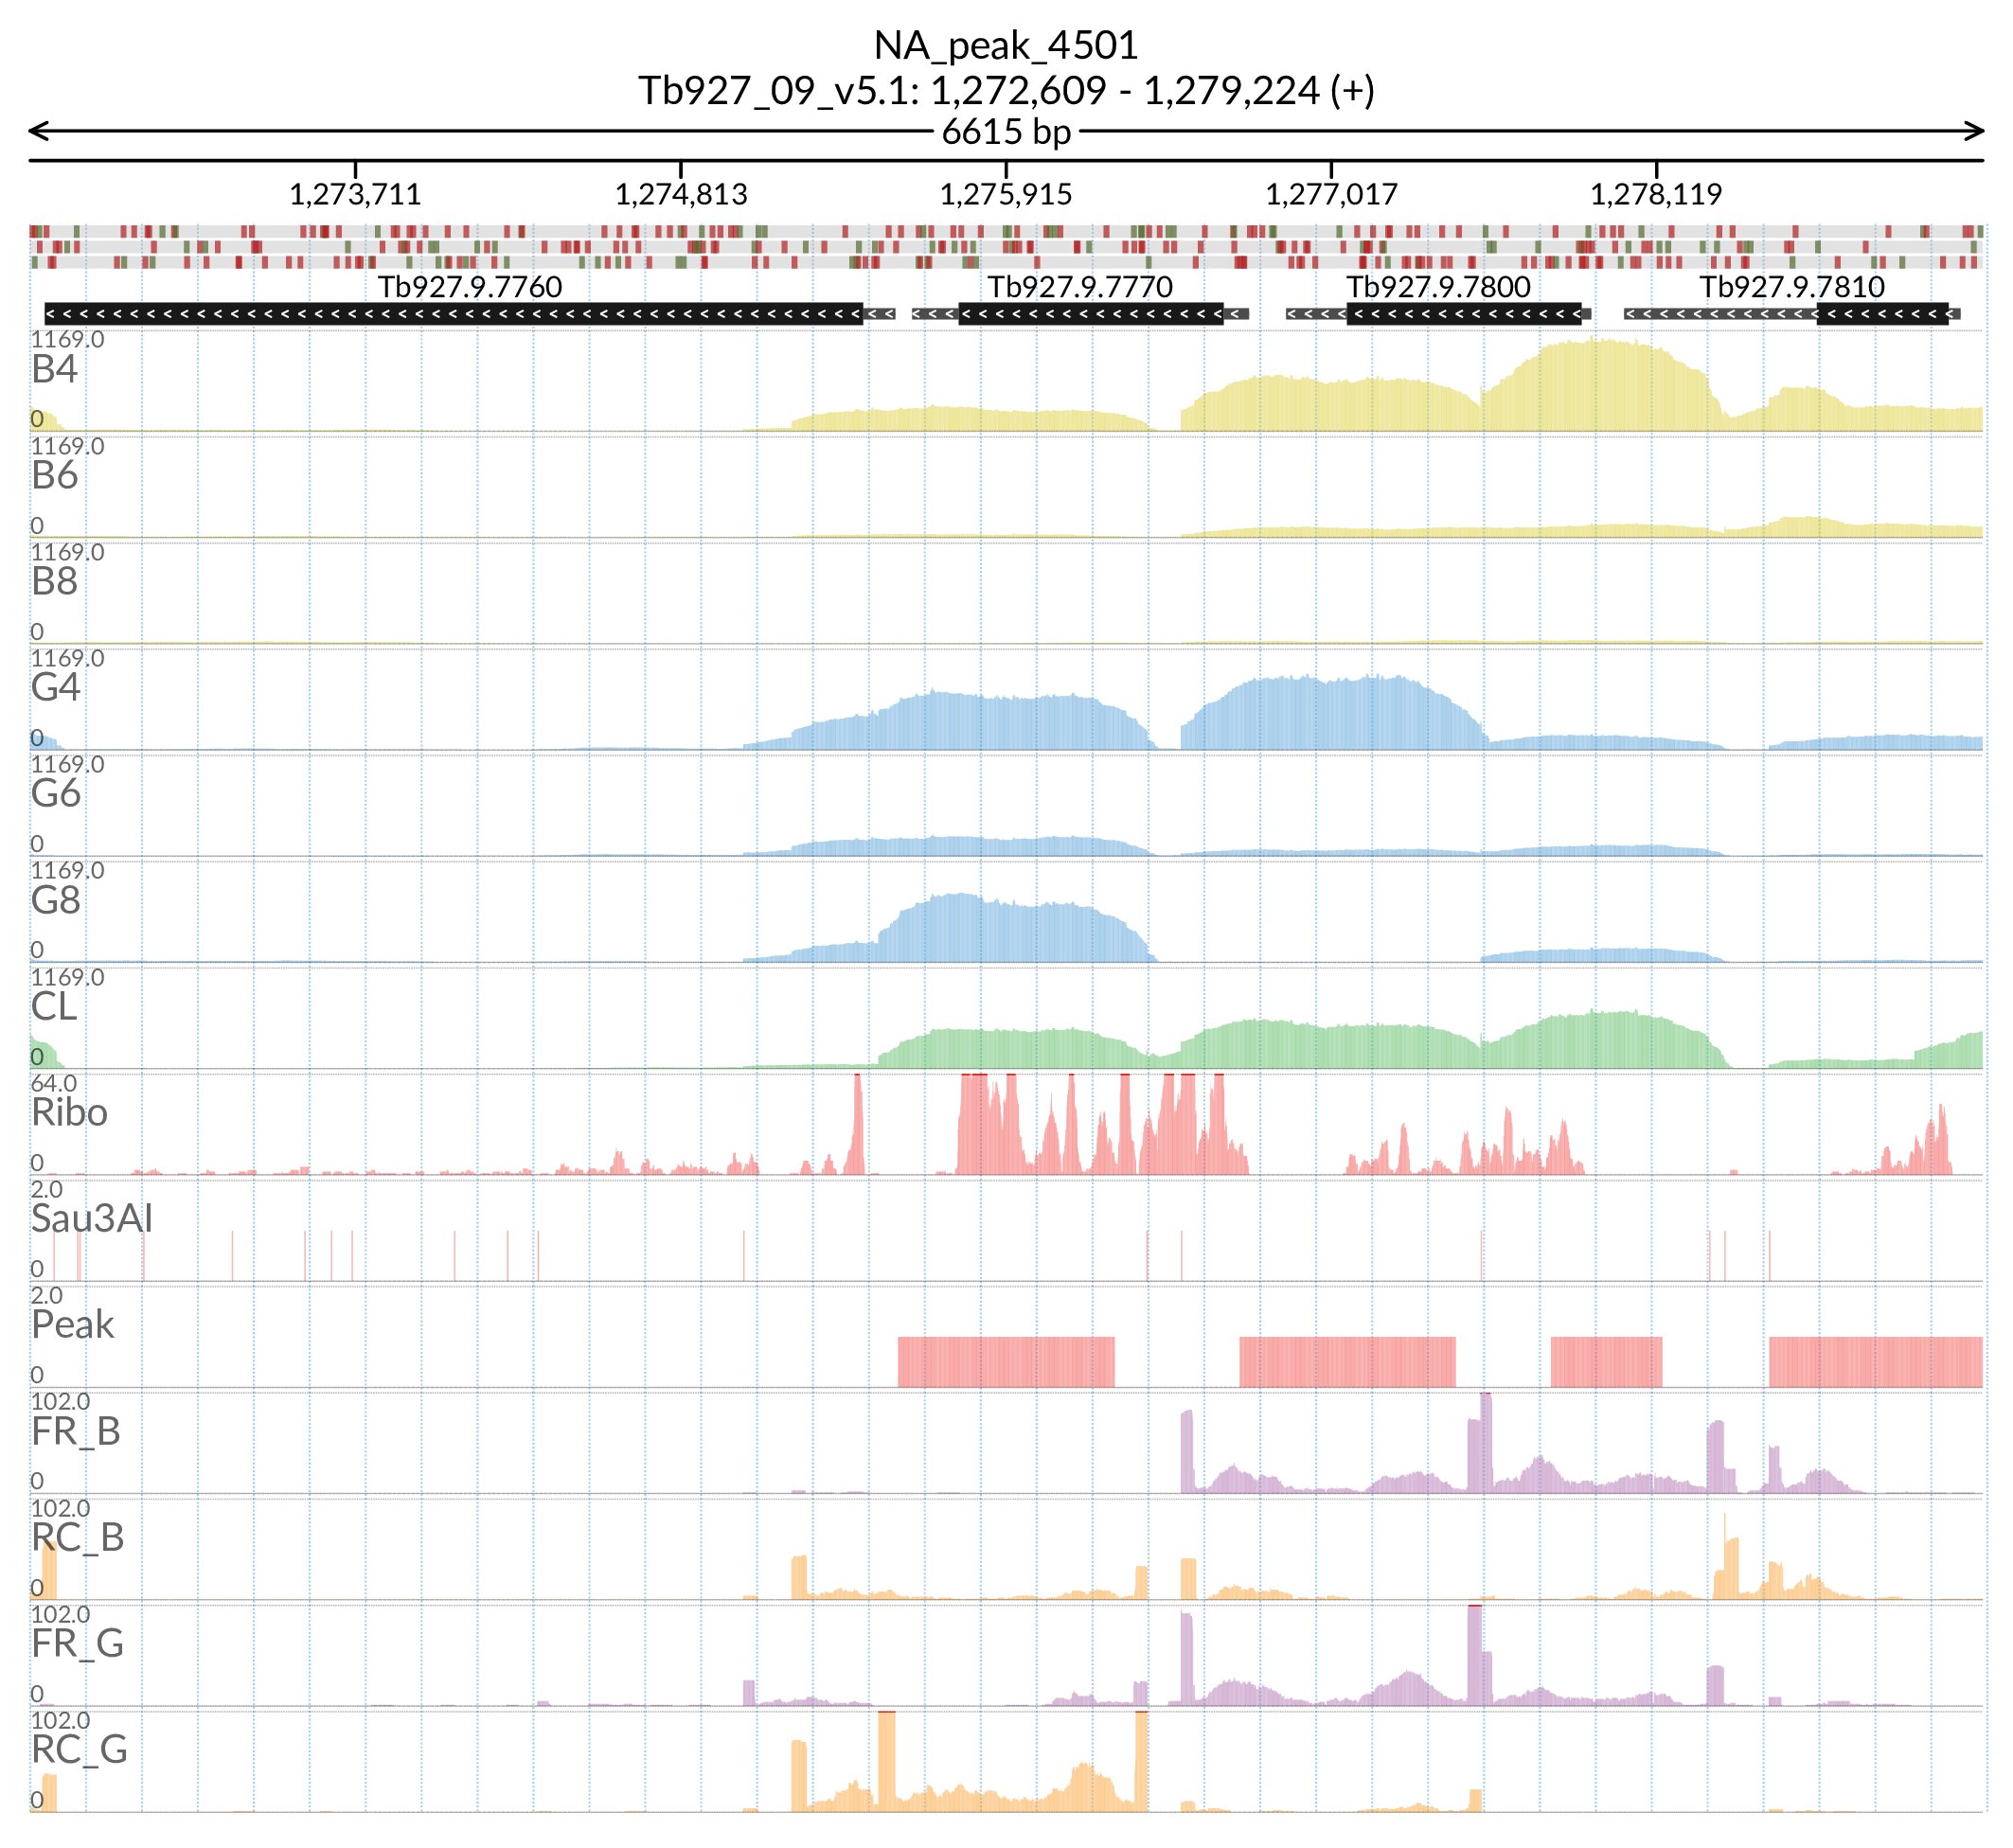 NA_peak_4501
Tb927_09_v5.1: 1,272,609 - 1,279,224 (+)
6615 bp
1,273,711 1,274,813 1,275,915 1,277,017 1,278,119
Tb927.9.7760 Tb927.9.7770 Tb927.9.7800 Tb927.9.7810
1169.0
B4
0
1169.0
B6
0
1169.0
B8
0
1169.0
G4
0
1169.0
G6
0
1169.0
G8
0
1169.0
CL
0
64.0
Ribo
0
2.0
Sau3AI
0
2.0
Peak
0
102.0
FR_B
0
102.0
RC_B
0
102.0
FR_G
0
102.0
RC_G
0